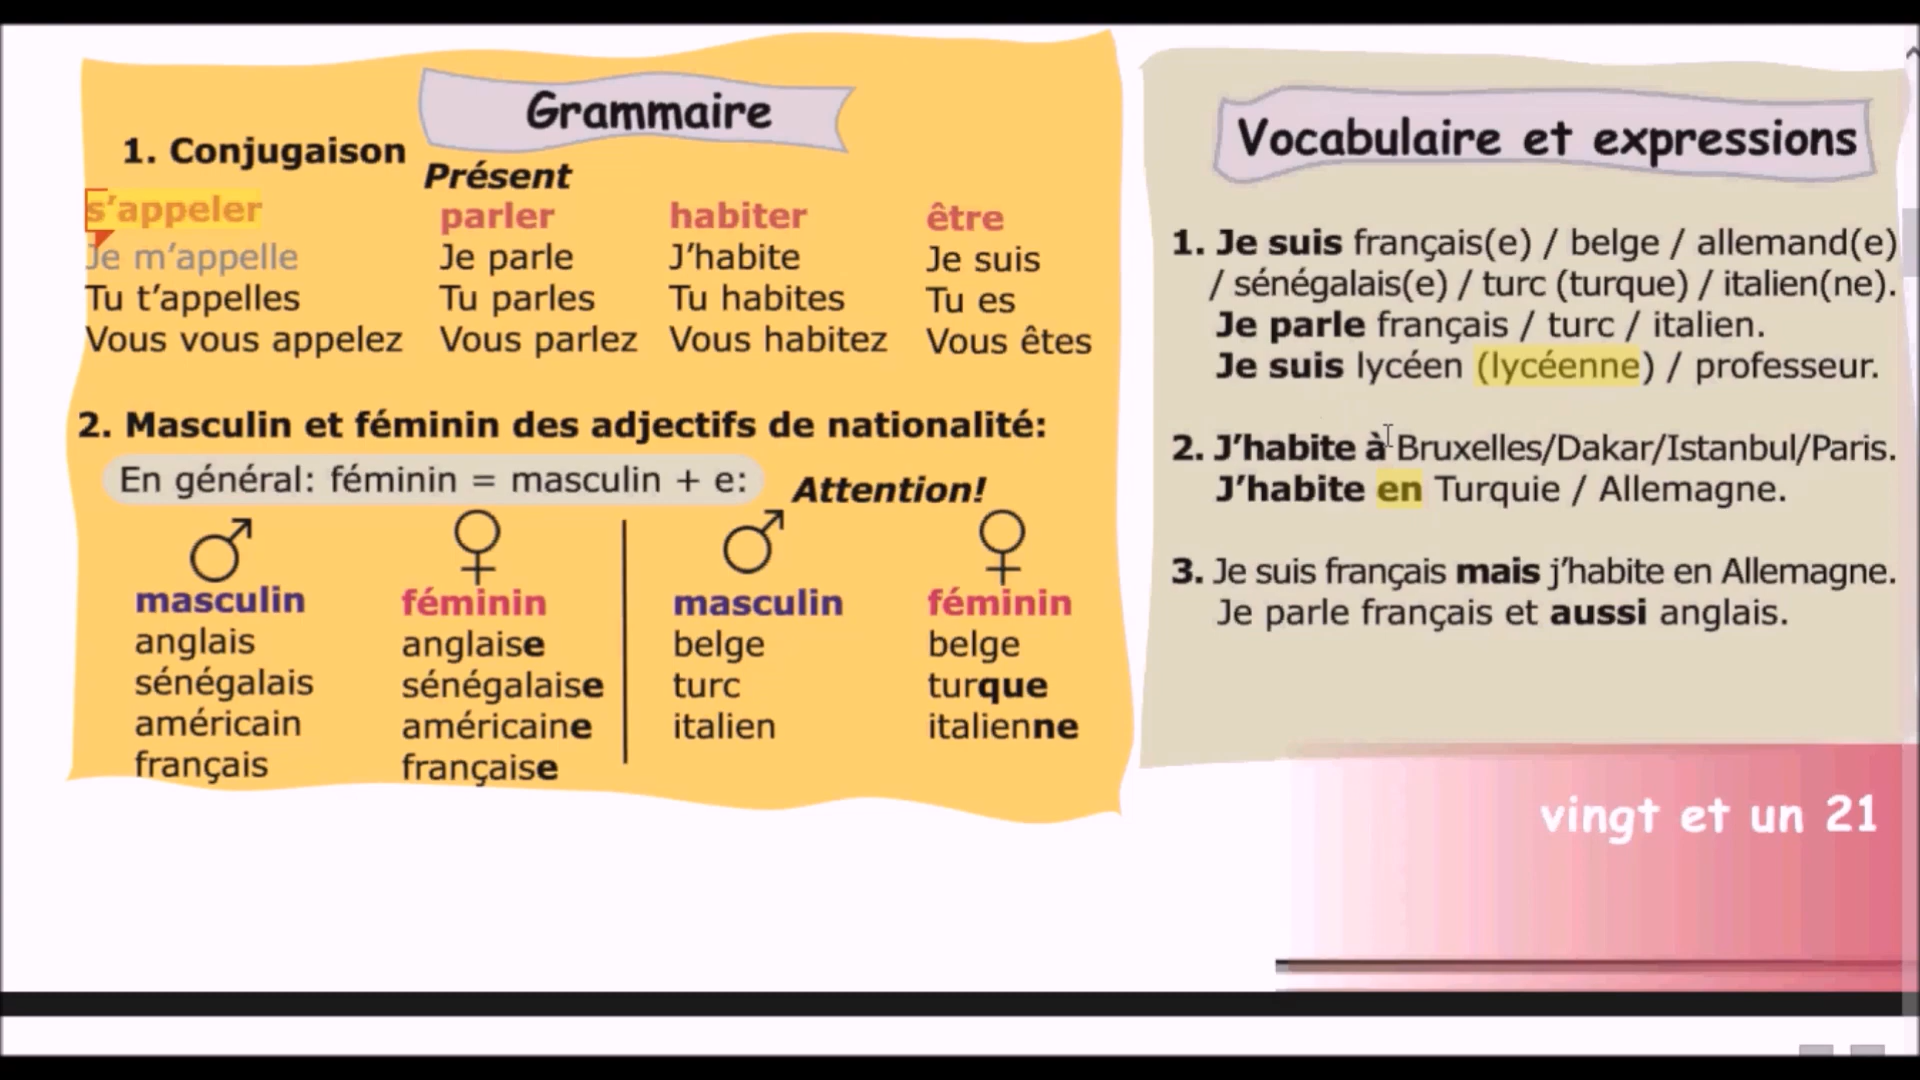 Grammaire
1. Conjugaison
Présent
s'appeler
Je m'appelle
Tu t'appelles
Vous vous appelez
parler
Je parle
Tu parles
Vous parlez
habiter
J'habite
Tu habites
Vous habitez
être
Je suis
Tu es
Vous êtes
2. Masculin et féminin des adjectifs de nationalité:
En général: féminin = masculin + e:
Attention!
masculin
anglais
sénégalais
américain
français
féminin
anglaise
sénégalaise
américaine
française
masculin
belge
turc
italien
féminin
belge
turque
italienne
Vocabulaire et expressions
1. Je suis français(e) / belge / allemand(e)
/ sénégalais(e) / turc (turque) / italien(ne).
Je parle français / turc / italien.
Je suis lycéen (lycéenne) / professeur.
2. J'habite à Bruxelles/Dakar/Istanbul/Paris.
J'habite en Turquie / Allemagne.
3. Je suis français mais j'habite en Allemagne.
Je parle français et aussi anglais.
vingt et un 21